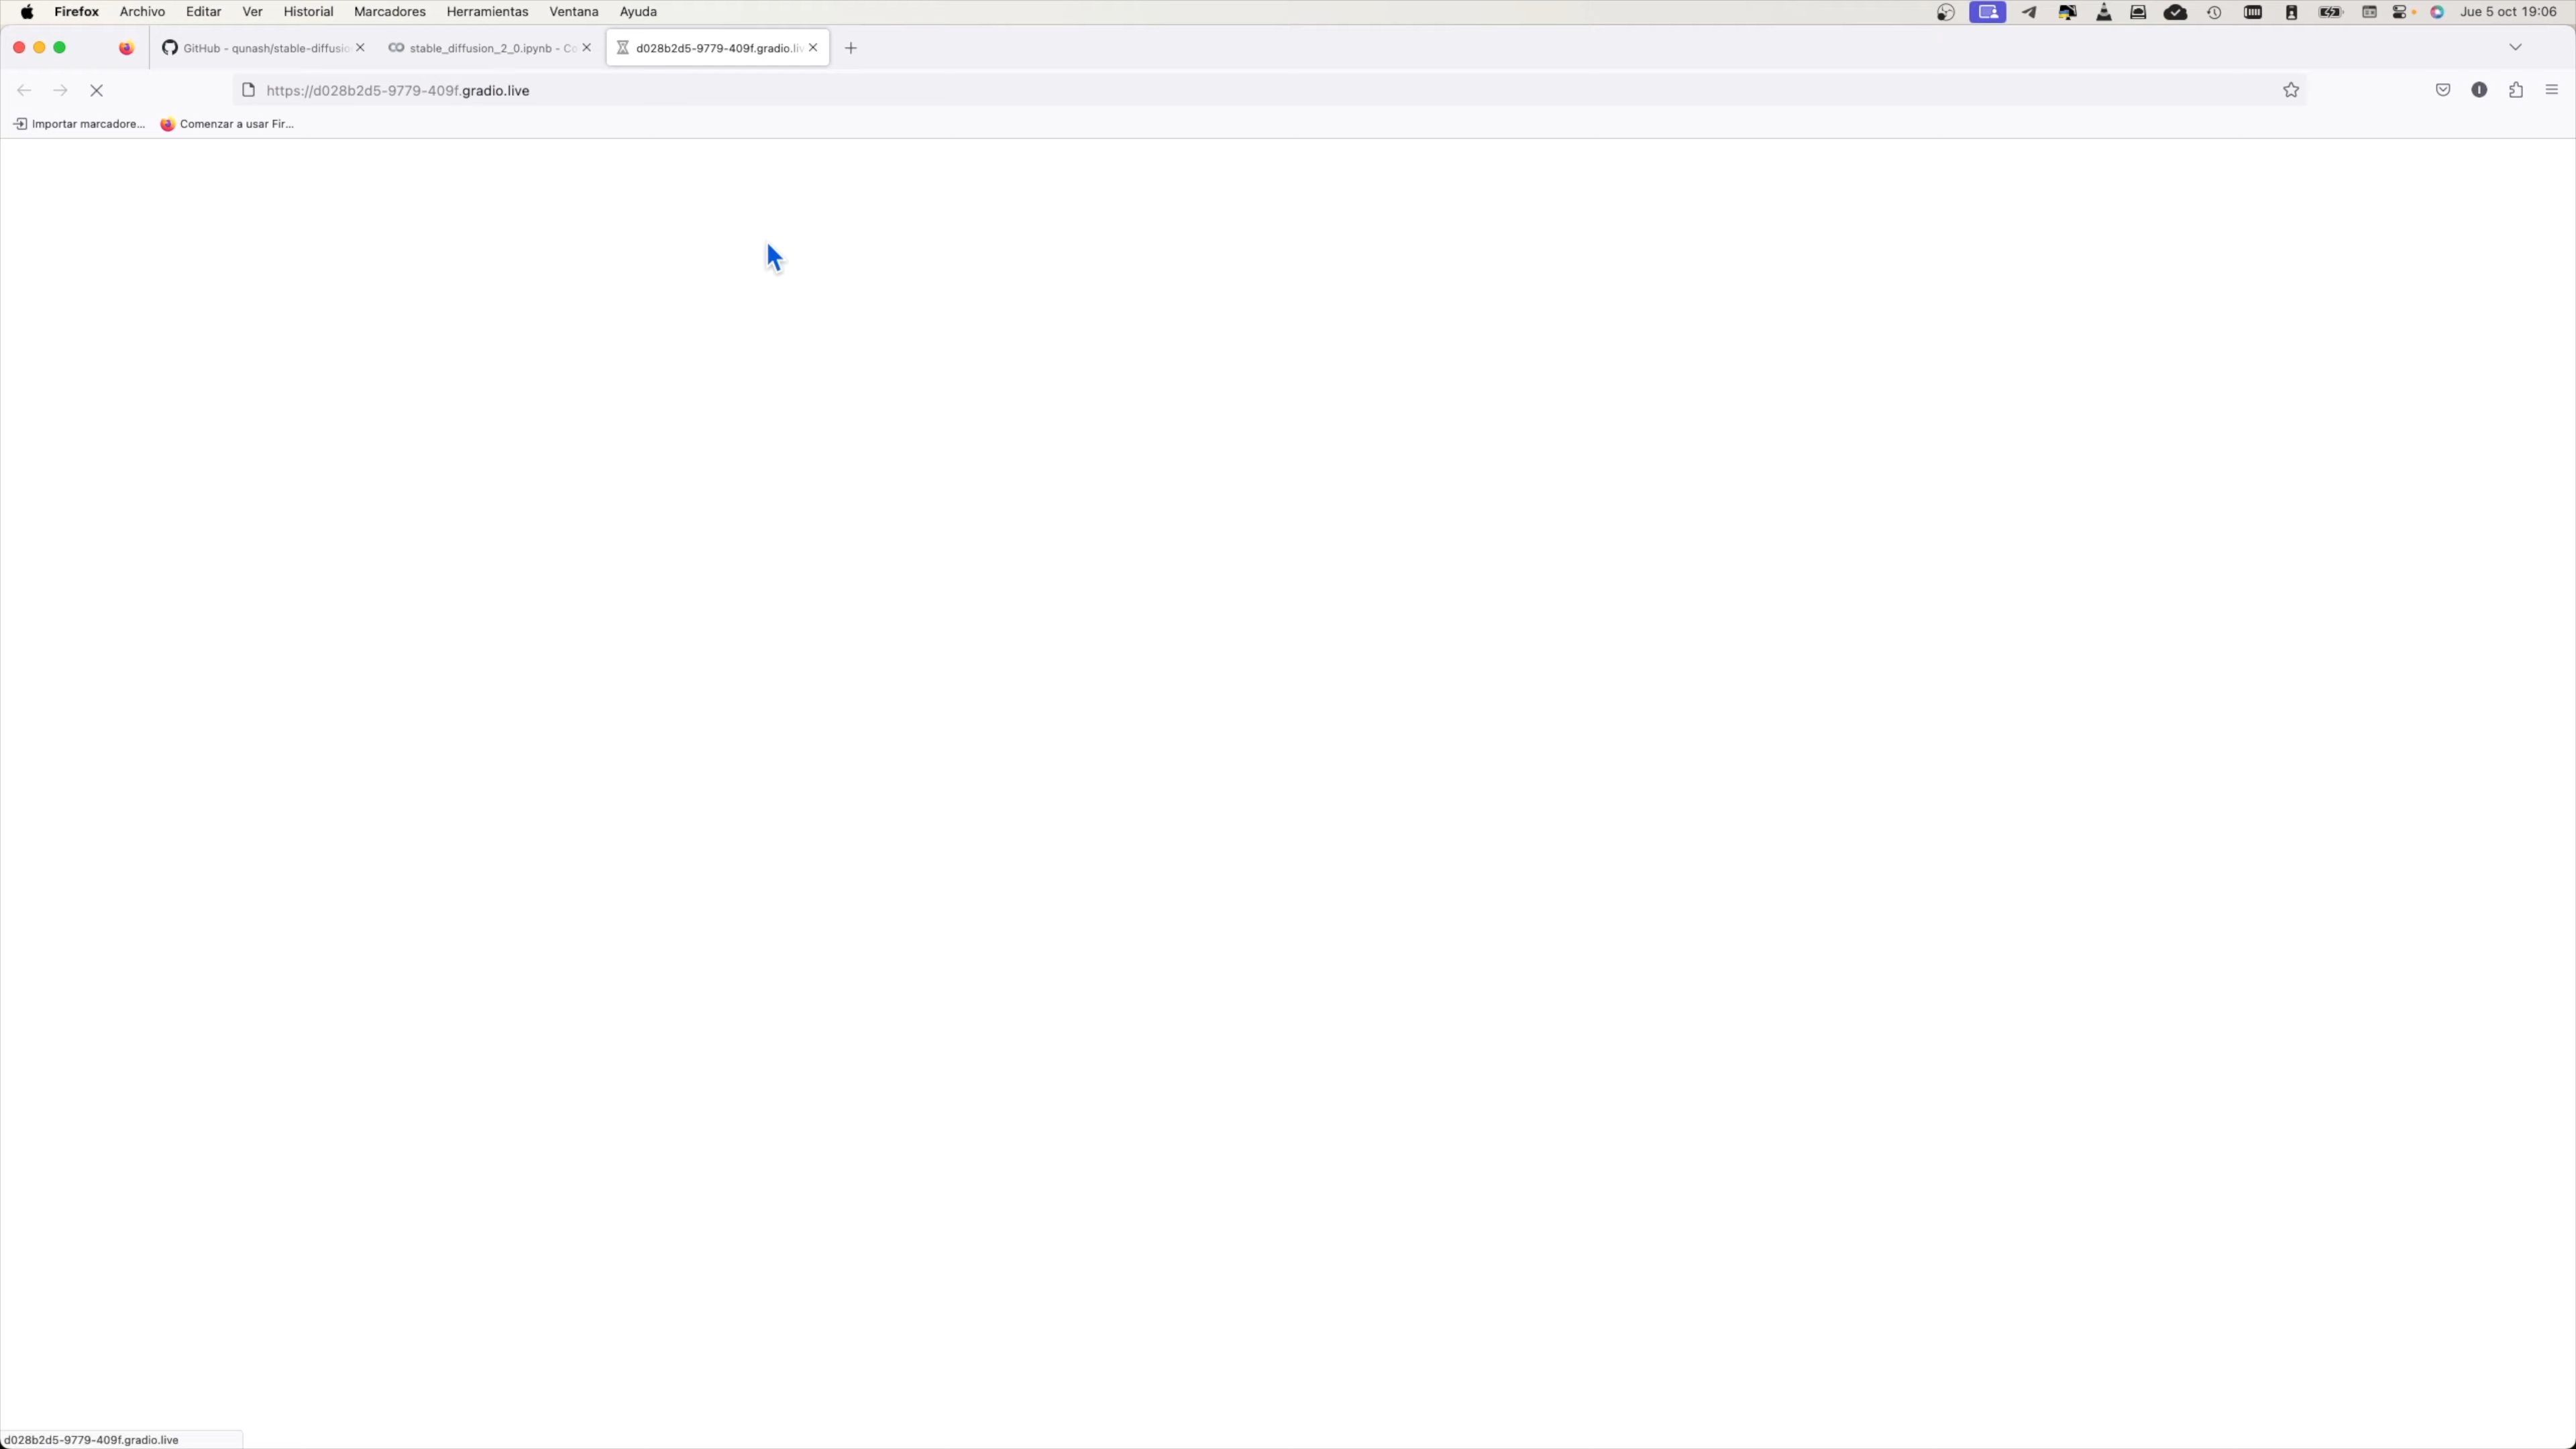 Firefox Archivo Editar Ver Historial Marcadores Herramientas Ventana Ayuda Jue 5 oct 19:06
GitHub - qunash/stable-diffusio stable_diffusion_2_0.ipynb - Co d028b2d5-9779-409f.gradio.liv
https://d028b2d5-9779-409f.gradio.live
Importar marcadore... Comenzar a usar Fir...
d028b2d5-9779-409f.gradio.live